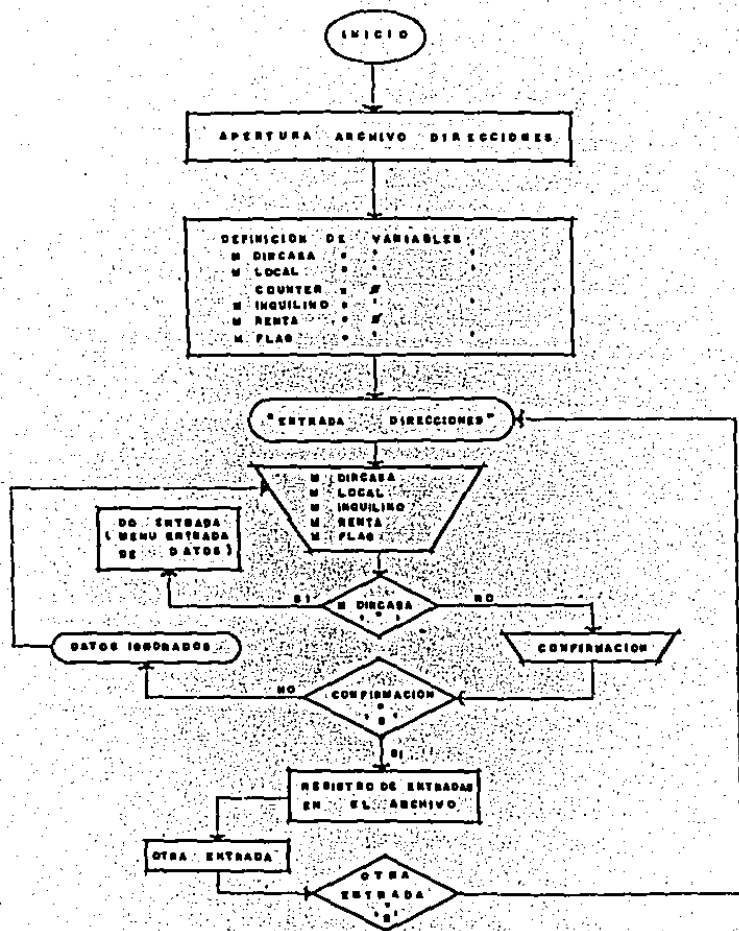 INICIO
APERTURA ARCHIVO DIRECCIONES
DEFINICION DE VARIABLES
M DIRCASA = ' '
M LOCAL = ' '
COUNTER = Ø
M INQUILINO = ' '
M RENTA = Ø
M FLAG = ' '
"ENTRADA DIRECCIONES"
M DIRCASA
M LOCAL
M INQUILINO
M RENTA
M FLAG
DO ENTRADA
( MENU ENTRADA
DE DATOS )
SI
M DIRCASA
NO
DATOS IGNORADOS
CONFIRMACION
NO
CONFIRMACION
=
'S'
SI
REGISTRO DE ENTRADAS
EN EL ARCHIVO
OTRA ENTRADA
OTRA
ENTRADA
'S'